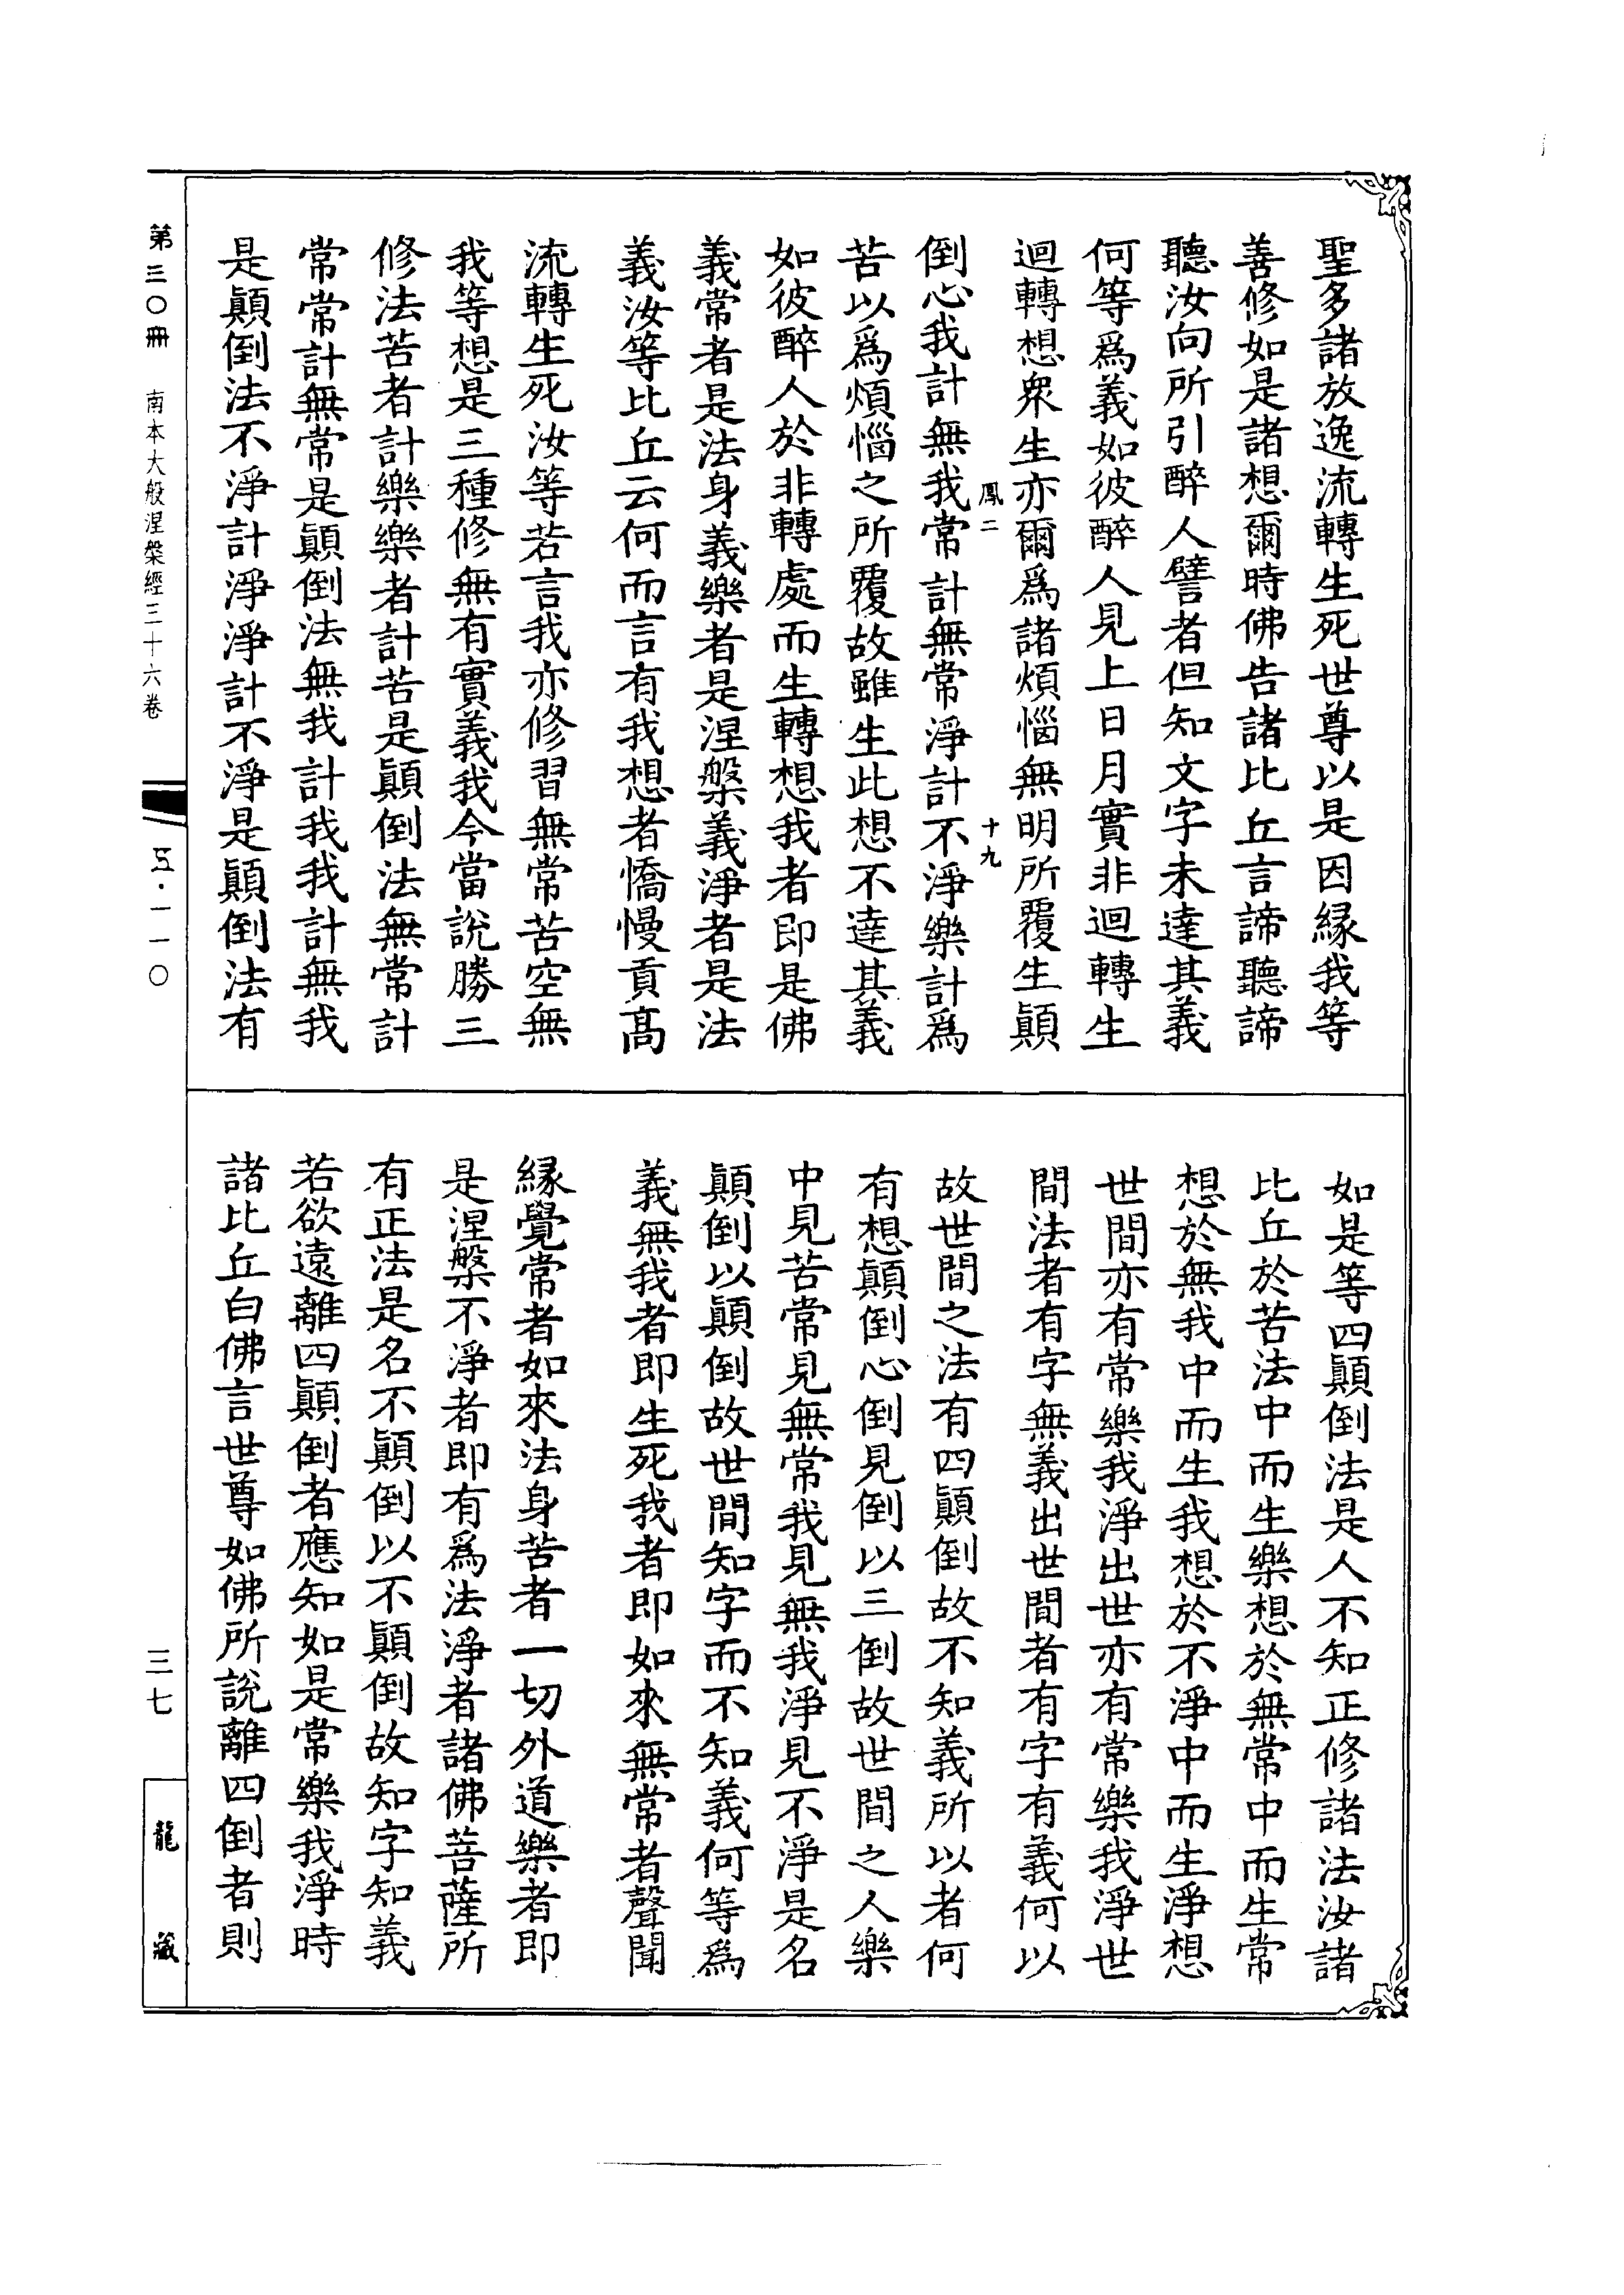 聖多諸放逸流轉生死世尊以是因縁我等
善修如是諸想爾時佛告諸比丘言諦聽諦
聽汝向所引醉人譬者但知文字未達其義
何等爲義如彼醉人見上日月實非迴轉生
迴轉想衆生亦爾爲諸煩惱無明所覆生顚
鳳二 十九
倒心我計無我常計無常淨計不淨樂計爲
苦以爲煩惱之所覆故雖生此想不達其義
如彼醉人於非轉處而生轉想我者即是佛
義常者是法身義樂者是涅槃義淨者是法
義汝等比丘云何而言有我想者憍慢貢高
流轉生死汝等若言我亦修習無常苦空無
我等想是三種修無有實義我今當說勝三
修法苦者計樂樂者計苦是顚倒法無常計
常常計無常是顚倒法無我計我我計無我
是顚倒法不淨計淨淨計不淨是顚倒法有
如是等四顚倒法是人不知正修諸法汝諸
比丘於苦法中而生樂想於無常中而生常
想於無我中而生我想於不淨中而生淨想
世間亦有常樂我淨出世亦有常樂我淨世
間法者有字無義出世間者有字有義何以
故世間之法有四顚倒故不知義所以者何
有想顚倒心倒見倒以三倒故世間之人樂
中見苦常見無常我見無我淨見不淨是名
顚倒以顚倒故世間知字而不知義何等爲
義無我者即生死我者即如來無常者聲聞
縁覺常者如來法身苦者一切外道樂者即
是涅槃不淨者即有爲法淨者諸佛菩薩所
有正法是名不顚倒以不顚倒故知字知義
若欲遠離四顚倒者應知如是常樂我淨時
諸比丘白佛言世尊如佛所說離四倒者則
第三〇冊 南本大般涅槃經三十六卷
五·一一〇
三七
龍藏